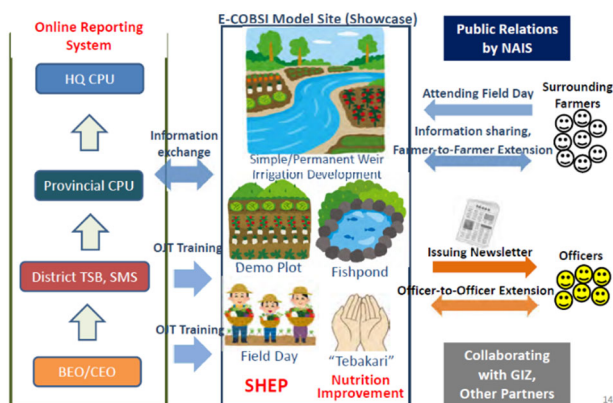 Online Reporting
System
HQ CPU
Provincial CPU
District TSB, SMS
BEO/CEO
Information
exchange
OJT Training
OJT Training
E-COBSI Model Site (Showcase)
Simple/Permanent Weir
Irrigation Development
Demo Plot
Fishpond
Field Day
“Tebakari”
SHEP
Nutrition
Improvement
Public Relations
by NAIS
Attending Field Day
Surrounding
Farmers
Information sharing,
Farmer-to-Farmer Extension
Issuing Newsletter
Officers
Officer-to-Officer Extension
Collaborating
with GIZ,
Other Partners
14